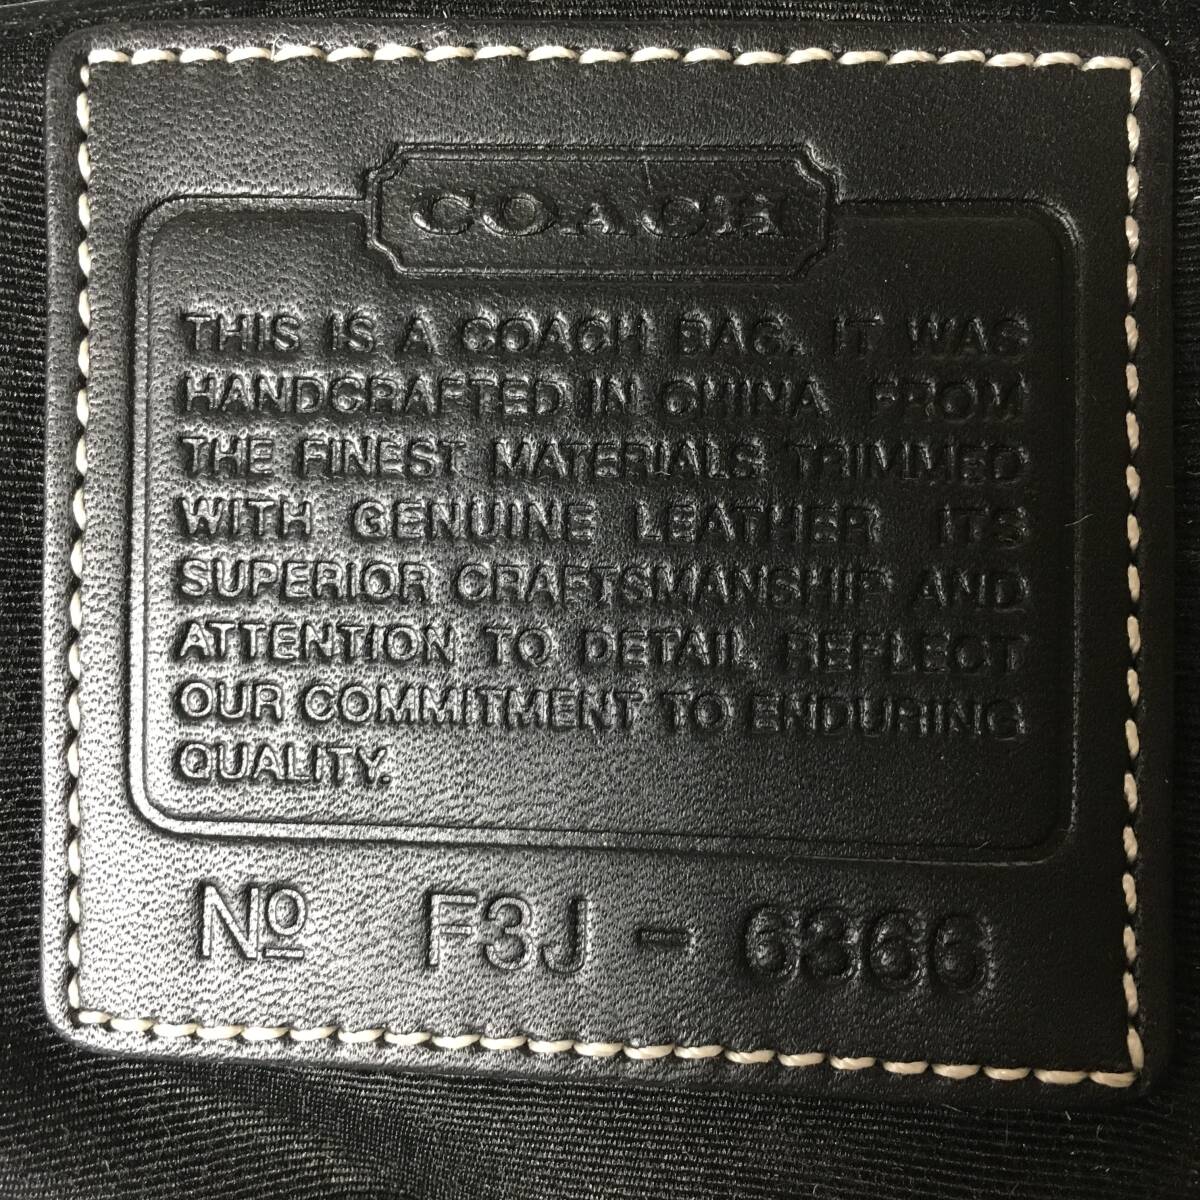 COACH
THIS IS A COACH BAG. IT WAS
HANDCRAFTED IN CHINA FROM
THE FINEST MATERIALS TRIMMED
WITH GENUINE LEATHER ITS
SUPERIOR CRAFTSMANSHIP AND
ATTENTION TO DETAIL REFLECT
OUR COMMITMENT TO ENDURING
QUALITY.
Nº F3J - 6366